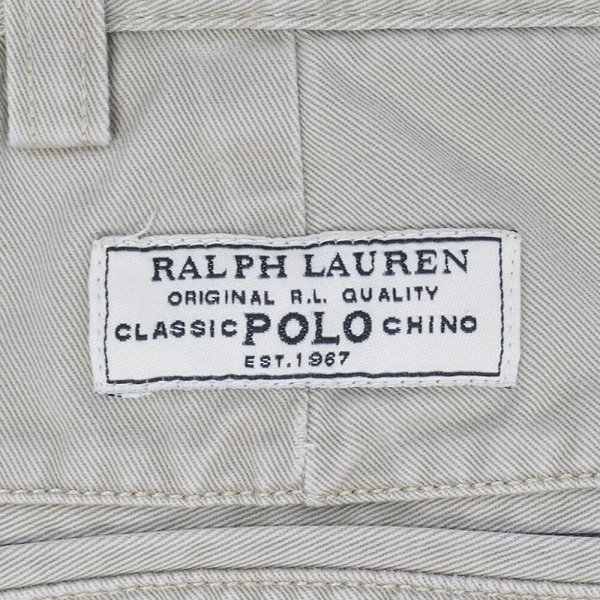 RALPH LAUREN
ORIGINAL R.L. QUALITY
CLASSIC POLO CHINO
EST. 1967